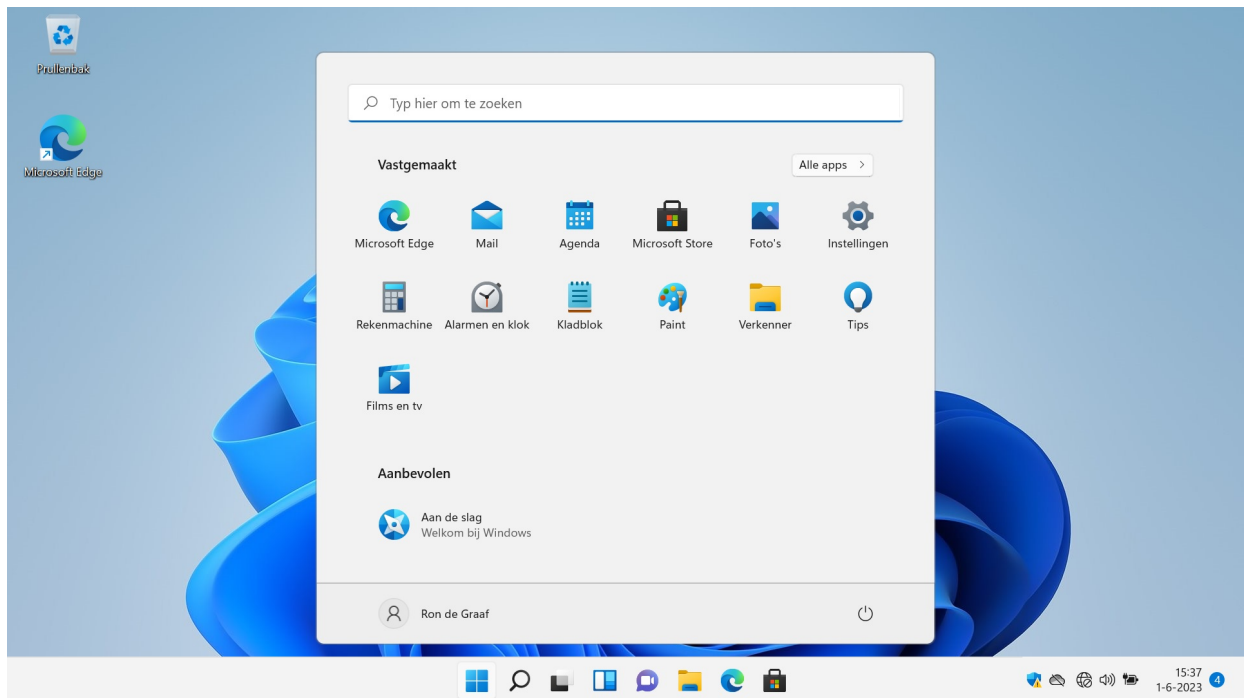 Prullenbak
Microsoft Edge
Typ hier om te zoeken
Vastgemaakt
Alle apps
Microsoft Edge
Mail
Agenda
Microsoft Store
Foto's
Instellingen
Rekenmachine
Alarmen en klok
Kladblok
Paint
Verkenner
Tips
Films en tv
Aanbevolen
Aan de slag
Welkom bij Windows
Ron de Graaf
15:37
1-6-2023
4